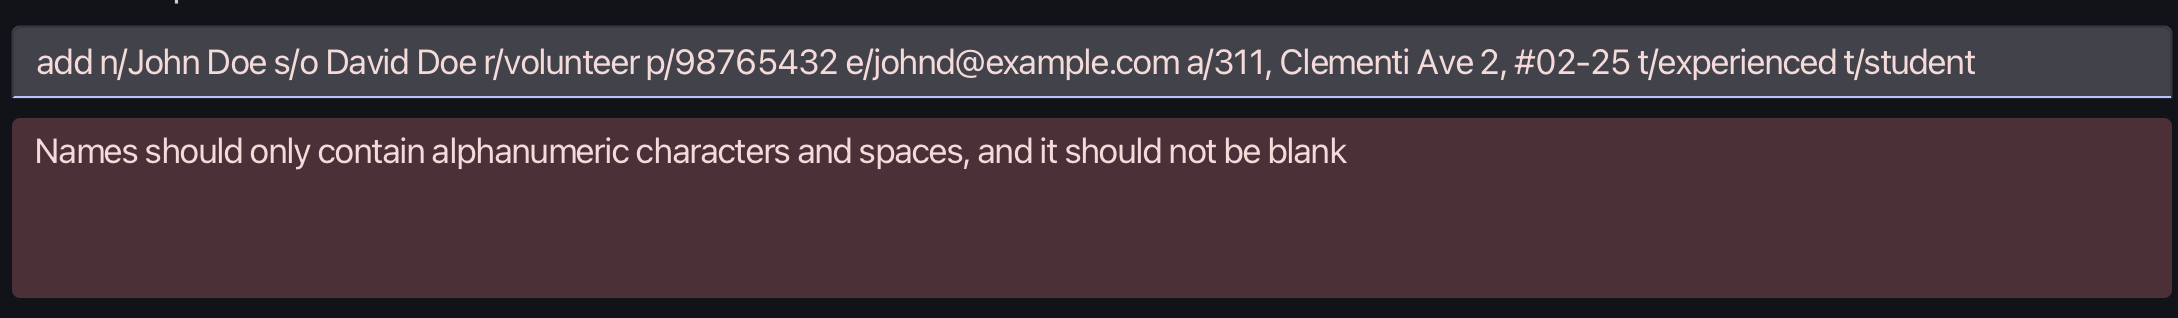 add n/John Doe s/o David Doe r/volunteer p/98765432 e/johnd@example.com a/311, Clementi Ave 2, #02-25 t/experienced t/student
Names should only contain alphanumeric characters and spaces, and it should not be blank